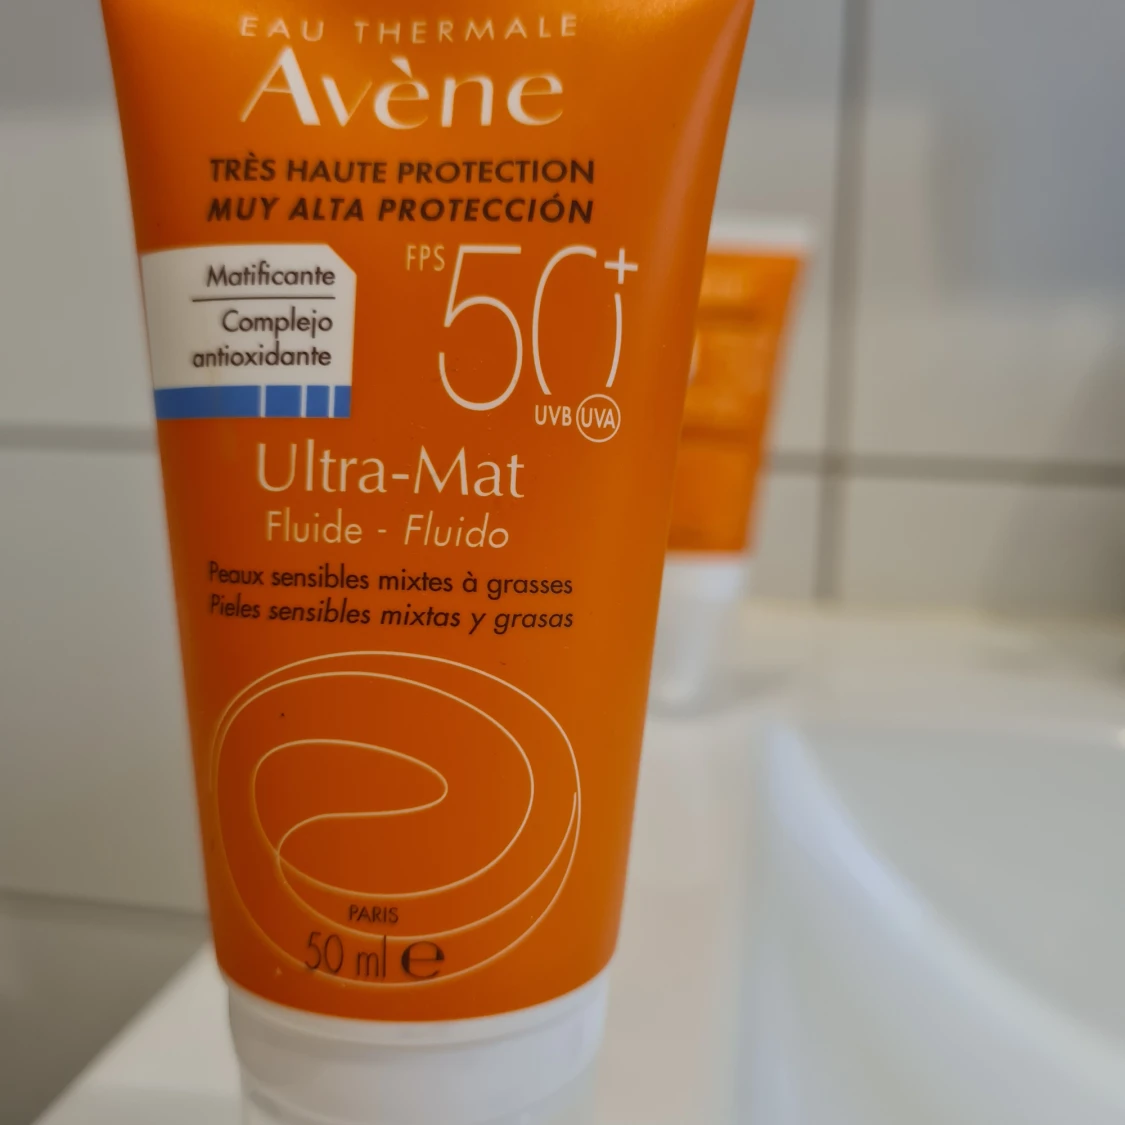 EAU THERMALE
Avène
TRÈS HAUTE PROTECTION
MUY ALTA PROTECCIÓN
Matificante
Complejo
antioxidante
FPS 50+
UVB UVA
Ultra-Mat
Fluide - Fluido
Peaux sensibles mixtes à grasses
Pieles sensibles mixtas y grasas
PARIS
50 ml e